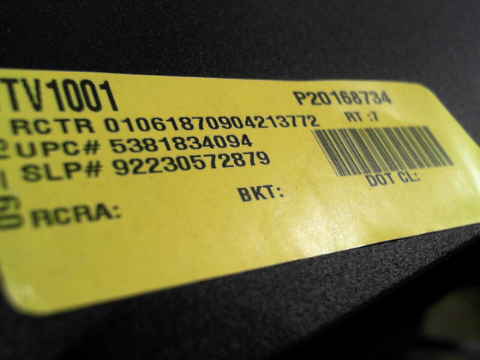 TV1001
P20168734
RCTR 01061870904213772
RT :7
UPC# 5381834094
SLP# 92230572879
BKT:
DOT CL:
RCRA: